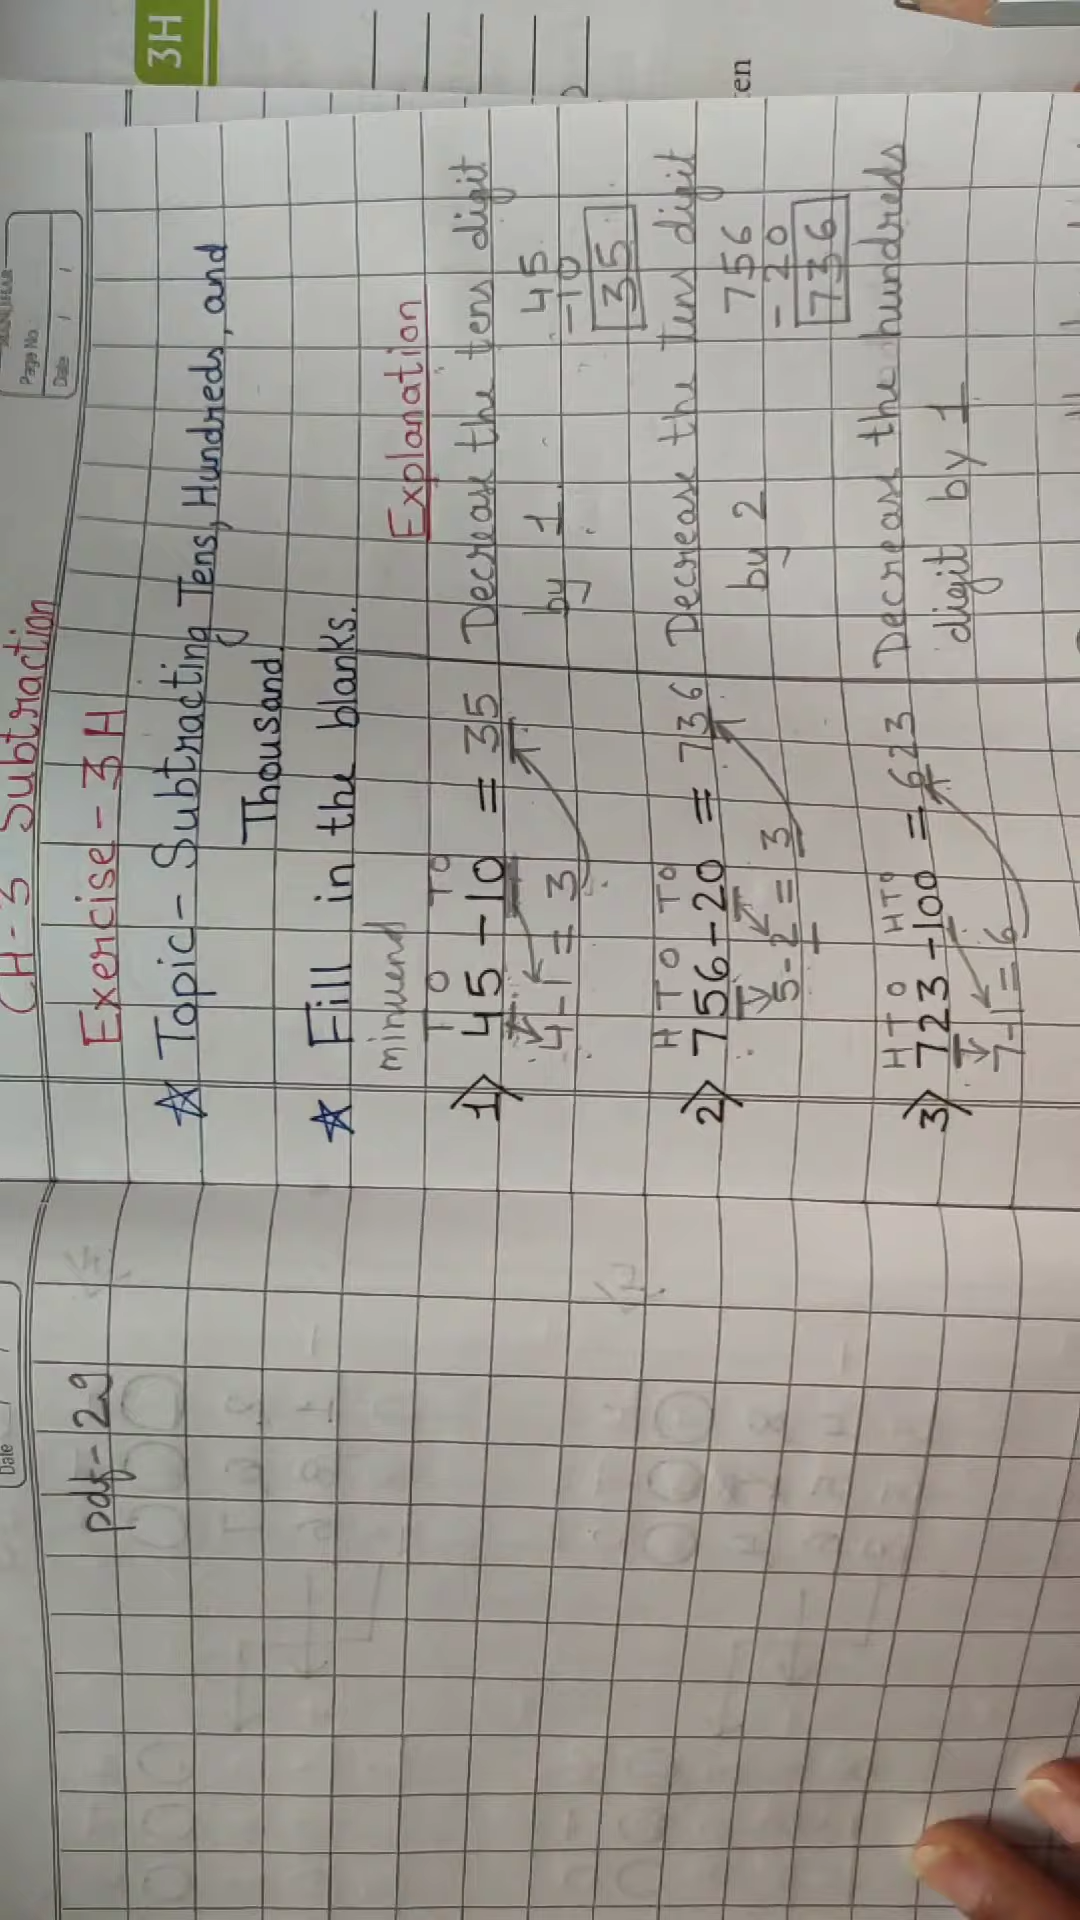 3H
Page No.
Date / /
CH-3 Subtraction
Exercise-3H
☆ Topic- Subtracting Tens, Hundreds, and
Thousand.
☆ Fill in the blanks.
minuend
Explanation
T O T O
1) 45-10 = 35
Decrease the tens digit
by 1
4-1=3
45
-10
35
H T O T O
2) 756-20 = 736
Decrease the tens digit
by 2
5-2=3
756
-20
736
H T O H T O
3) 723-100 = 623
Decrease the hundreds
digit by 1
7-1=6
Date
pdf-29